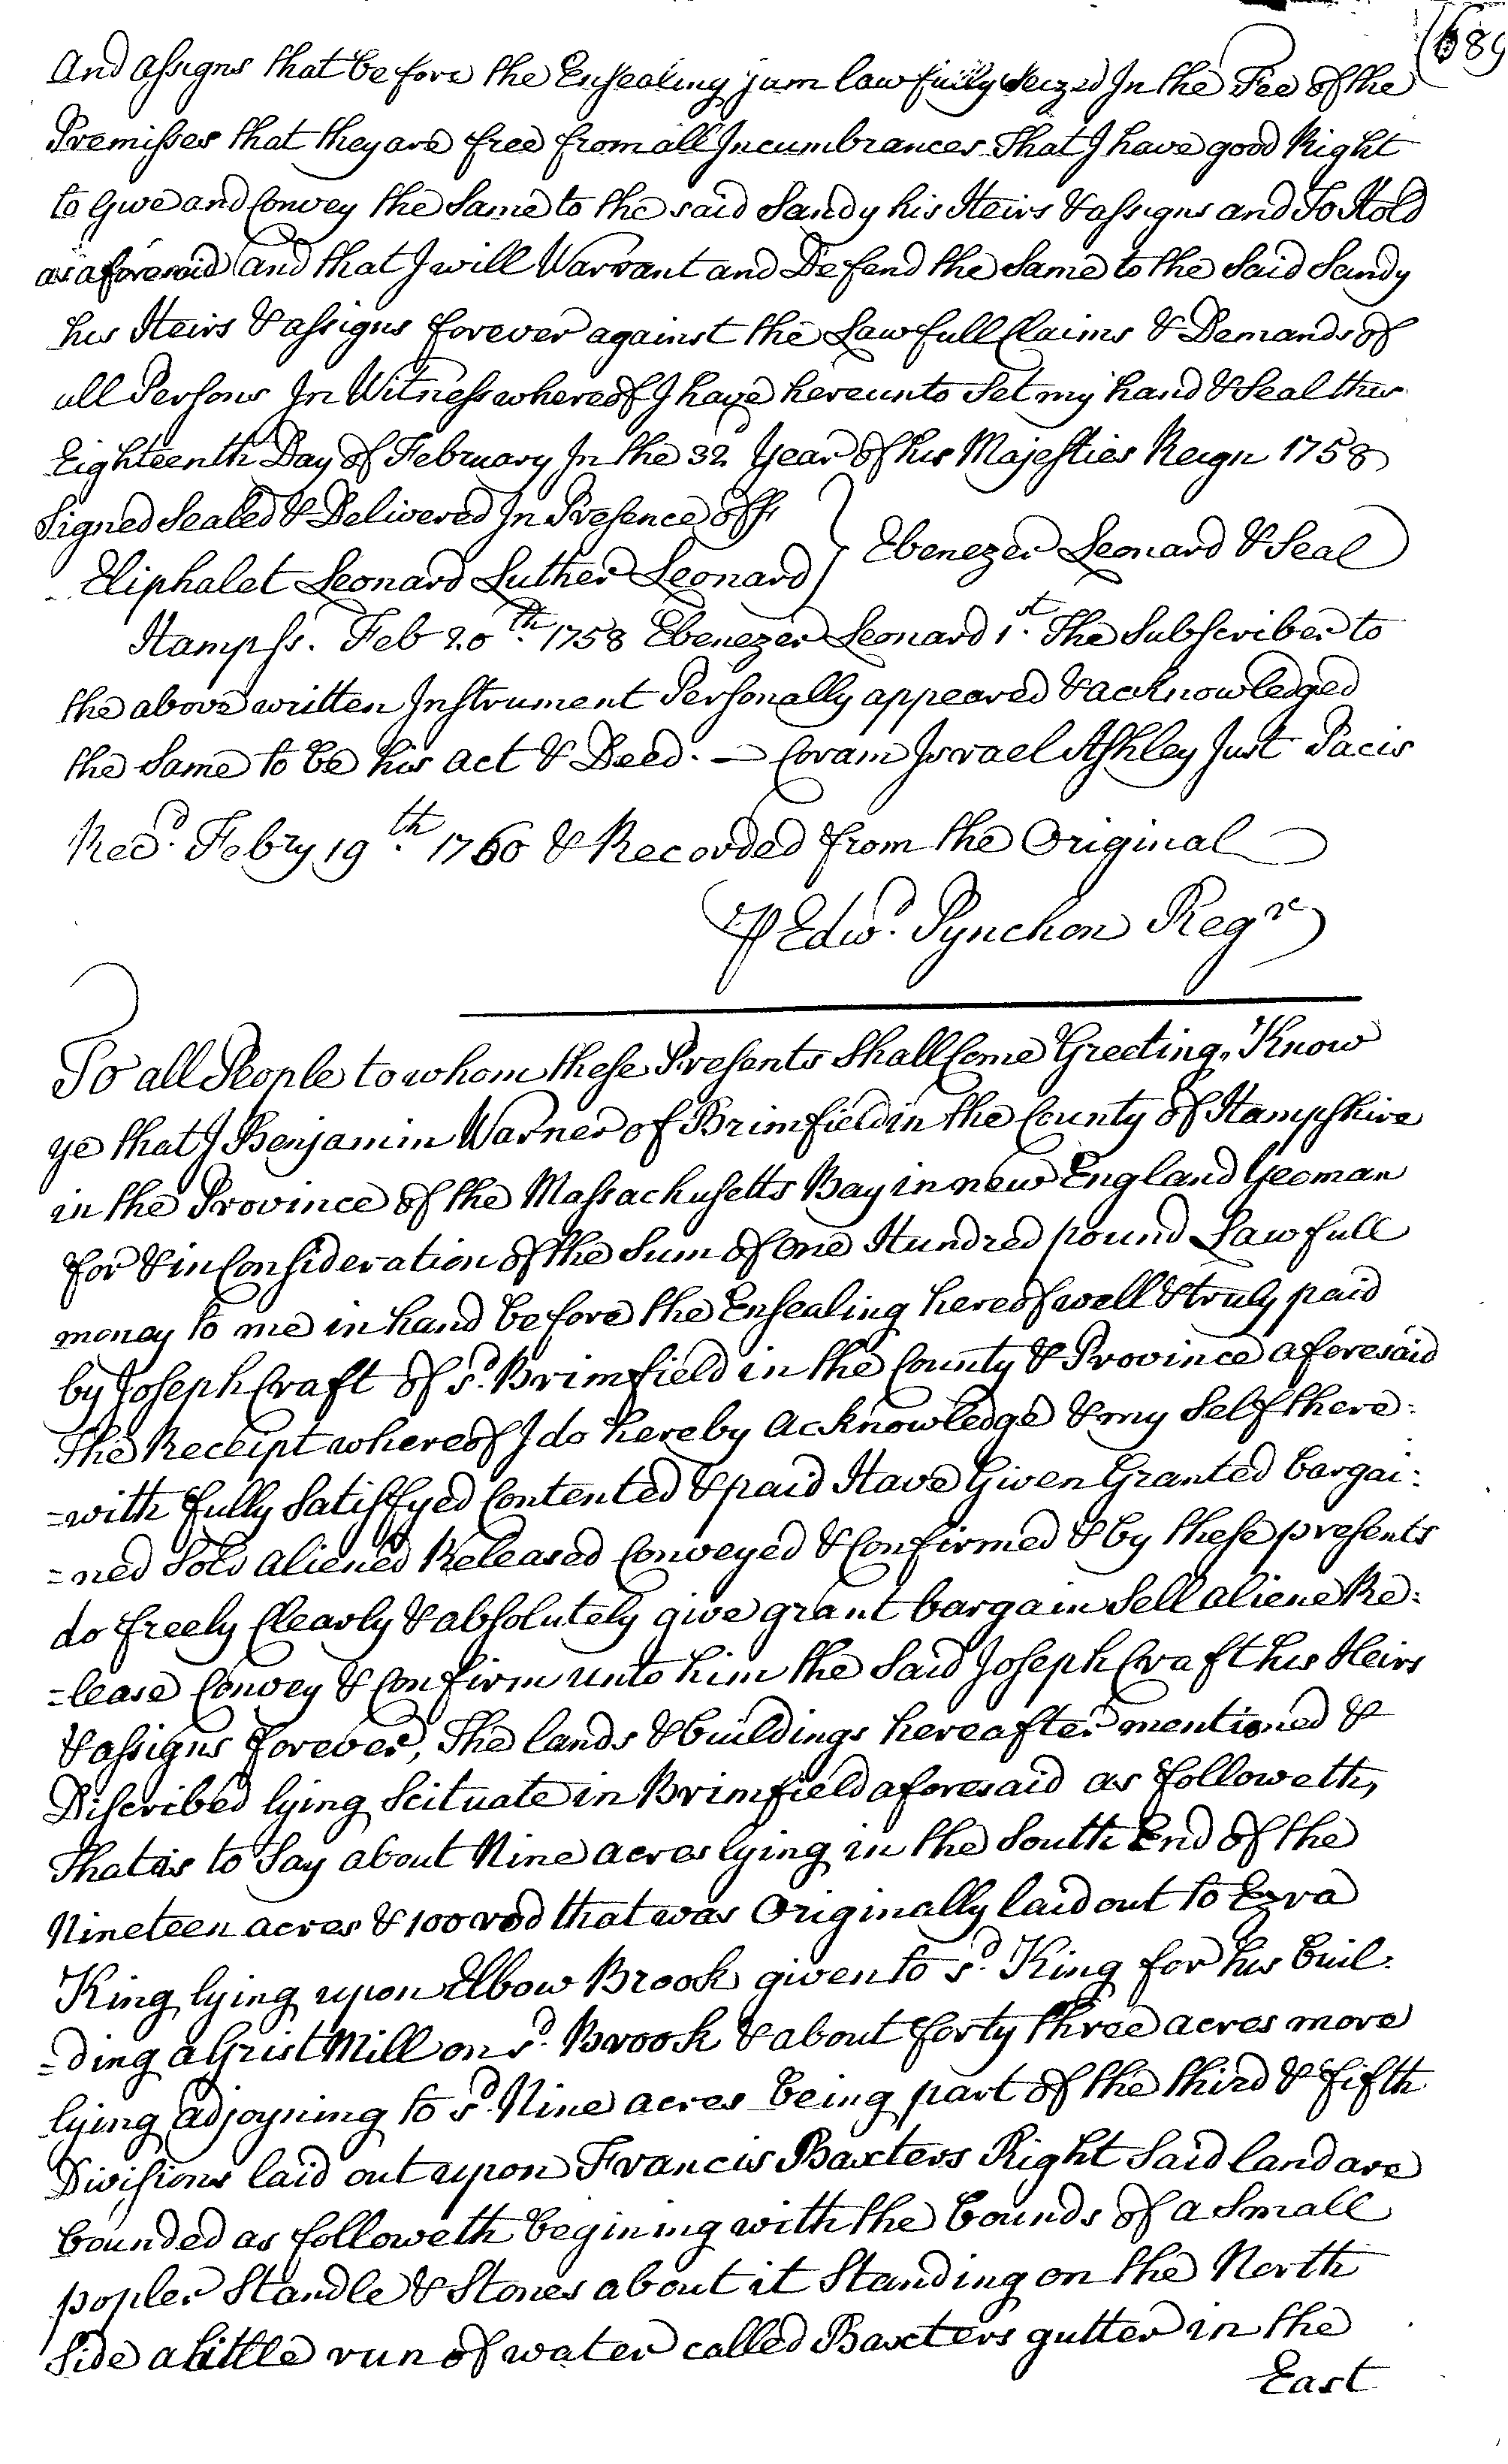 689
and assigns that before the Ensealing jam lawfully Seized In the Fee of the
Premisses that they are free from all Incumbrances That I have good Right
to Give and Convey the Same to the said Sandy his Heirs & assigns and To Hold
as aforesaid and that I will Warrant and Defend the Same to the Said Sandy
his Heirs & assigns forever against the Lawfull Claims & Demands of
all Persons In Witness whereof I have hereunto Set my hand & Seal this
Eighteenth Day of February In the 32d Year of his Majesties Reign 1758
Signed Sealed & Delivered In Presence off
Eliphalet Leonard Luther Leonard } Ebenezer Leonard & Seal
Hampss. Feb 20th. 1758 Ebenezer Leonard 1st. The Subscriber to
the above written Instrument Personally appeared & acknowledged
the Same to be his act & Deed. — Coram Israel Ashley Just Pacis
Recd. Febry 19th. 1760 & Recorded from the Original
⅌ Edwd. Pynchon Regr
To all People to whom these Presents Shall Come Greeting, Know
ye that I Benjamin Warner of Brimfield in the County of Hampshire
in the Province of the Massachusetts Bay in new England Yeoman
for & in Consideration of the Sum of One Hundred pound Lawfull
money to me in hand before the Ensealing hereof well & truly paid
by Joseph Craft of sd. Brimfield in the County & Province aforesaid
The Receipt whereof I do hereby acknowledge & my Self there:
=with fully Satisfyed Contented & paid Have Given Granted bargai:
=ned Sold aliened Released Conveyed & Confirmed & by these presents
do freely Clearly & absolutely give grant bargain Sell aliene Re:
=lease Convey & Confirm unto him the Said Joseph Craft his Heirs
& assigns forever, The lands & buildings hereafter mentioned &
Discribed lying Scituate in Brimfield aforesaid as followeth,
That is to Say about Nine acres lying in the South End of the
Nineteen acres & 100 rod that was Originally laid out to Ezra
King lying upon Elbow Brook given to sd. King for his buil:
=ding a Grist Mill on sd. Brook & about forty three acres more
lying adjoyning to sd. Nine acres being part of the third & fifth
Divisions laid out upon Francis Baxters Right Said land are
bounded as followeth begining with the bounds of a Small
popler Standle & Stones about it Standing on the North
Side a little run of water called Baxters gutter in the
East